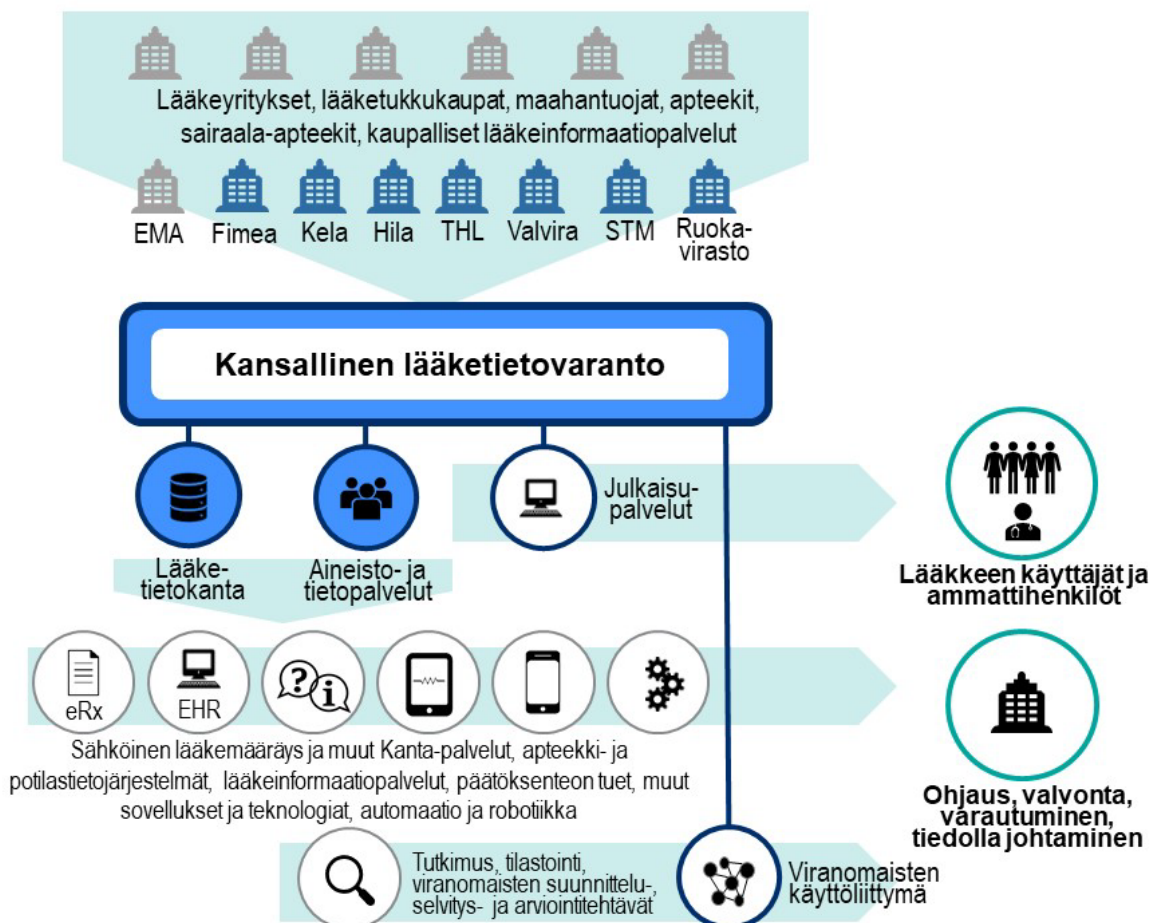 Lääkeyritykset, lääketukkukaupat, maahantuojat, apteekit,
sairaala-apteekit, kaupalliset lääkeinformaatiopalvelut
EMA
Fimea
Kela
Hila
THL
Valvira
STM
Ruoka-
virasto
Kansallinen lääketietovaranto
Lääke-
tietokanta
Aineisto- ja
tietopalvelut
Julkaisu-
palvelut
Lääkkeen käyttäjät ja
ammattihenkilöt
eRx
EHR
?
i
Sähköinen lääkemääräys ja muut Kanta-palvelut, apteekki- ja
potilastietojärjestelmät, lääkeinformaatiopalvelut, päätöksenteon tuet, muut
sovellukset ja teknologiat, automaatio ja robotiikka
Ohjaus, valvonta,
varautuminen,
tiedolla johtaminen
Tutkimus, tilastointi,
viranomaisten suunnittelu-,
selvitys- ja arviointitehtävät
Viranomaisten
käyttöliittymä